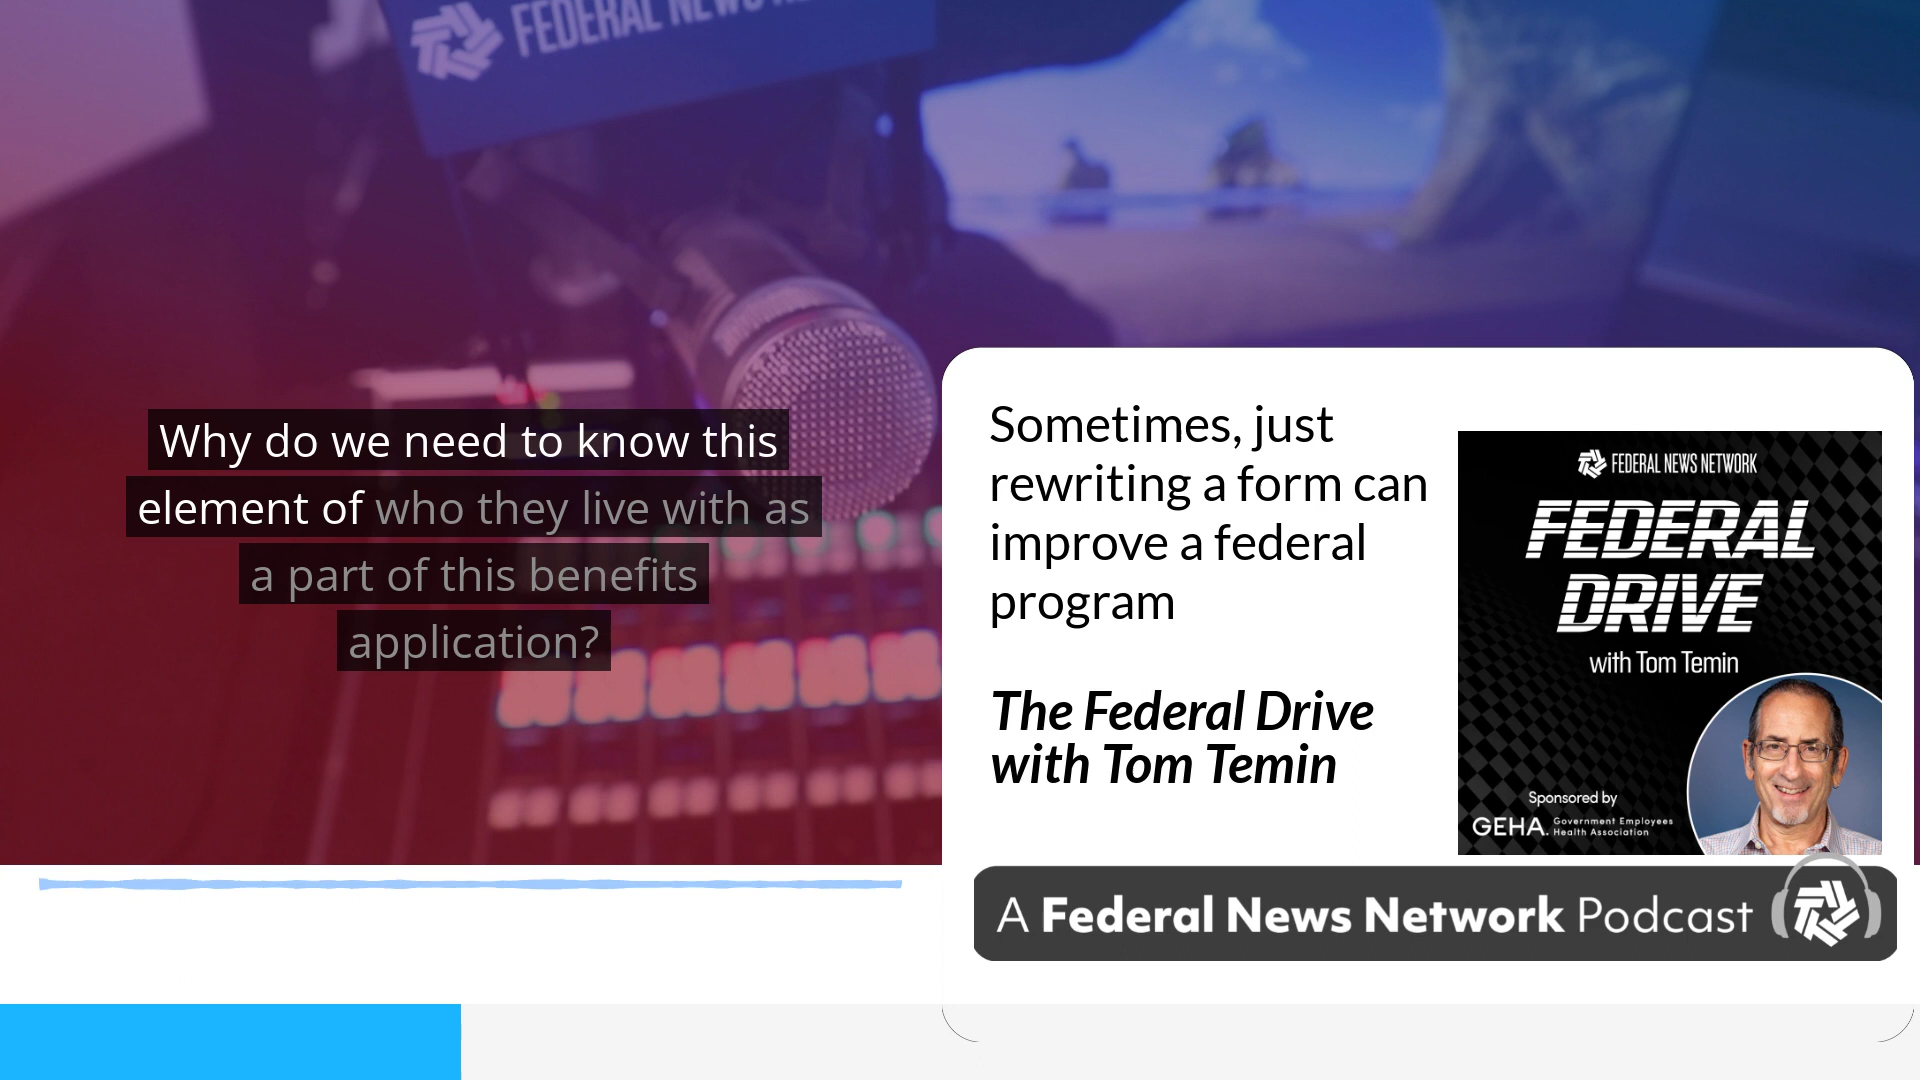 FEDERAL NEWS
Why do we need to know this
element of who they live with as
a part of this benefits
application?
Sometimes, just
rewriting a form can
improve a federal
program
The Federal Drive
with Tom Temin
FEDERAL NEWS NETWORK
FEDERAL
DRIVE
with Tom Temin
Sponsored by
GEHA. Government Employees
Health Association
A Federal News Network Podcast